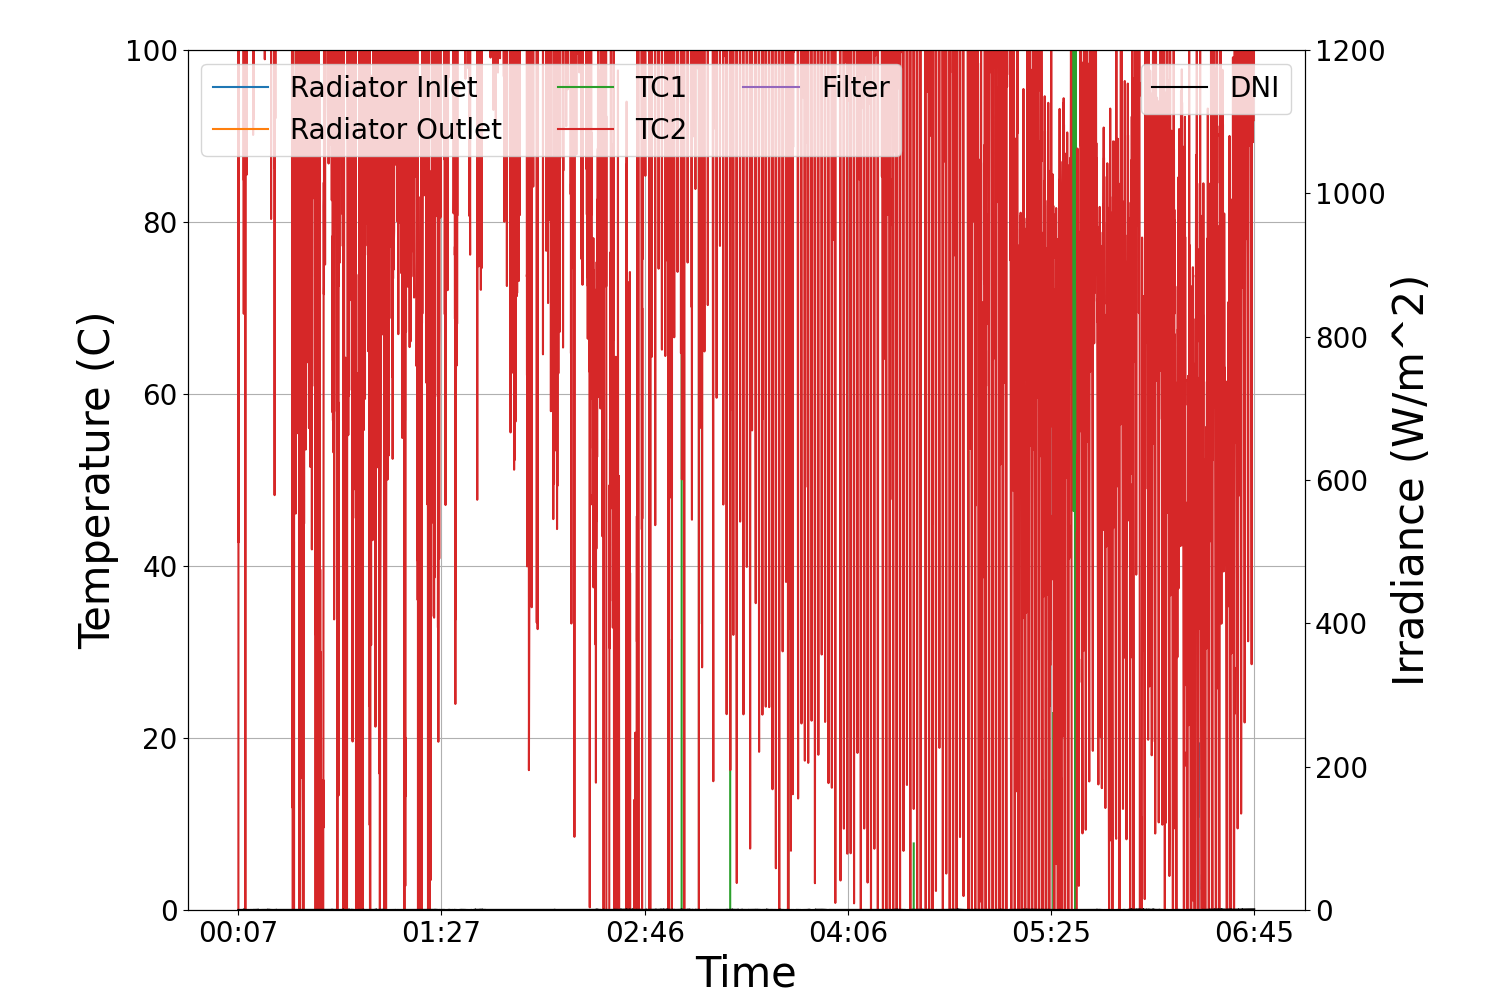 100
80
60
40
20
0
Temperature (C)
Radiator Inlet
Radiator Outlet
TC1
TC2
Filter
DNI
1200
1000
800
600
400
200
0
Irradiance (W/m^2)
00:07 01:27 02:46 04:06 05:25 06:45
Time